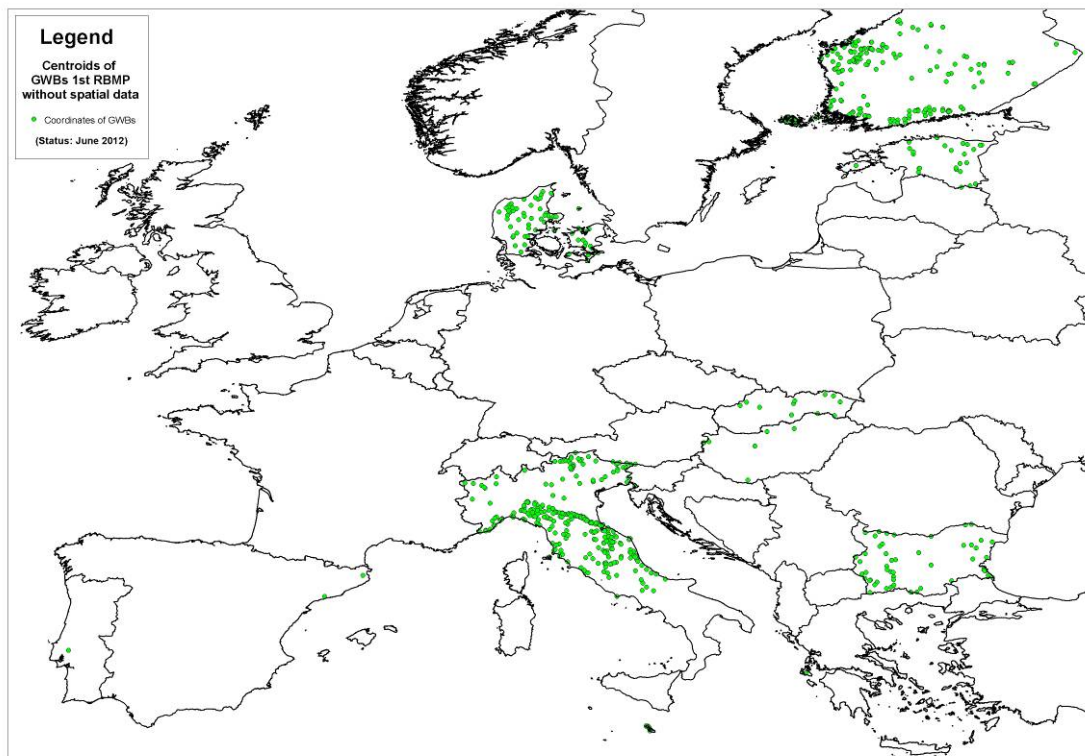 Legend
Centroids of
GWBs 1st RBMP
without spatial data
Coordinates of GWBs
(Status: June 2012)